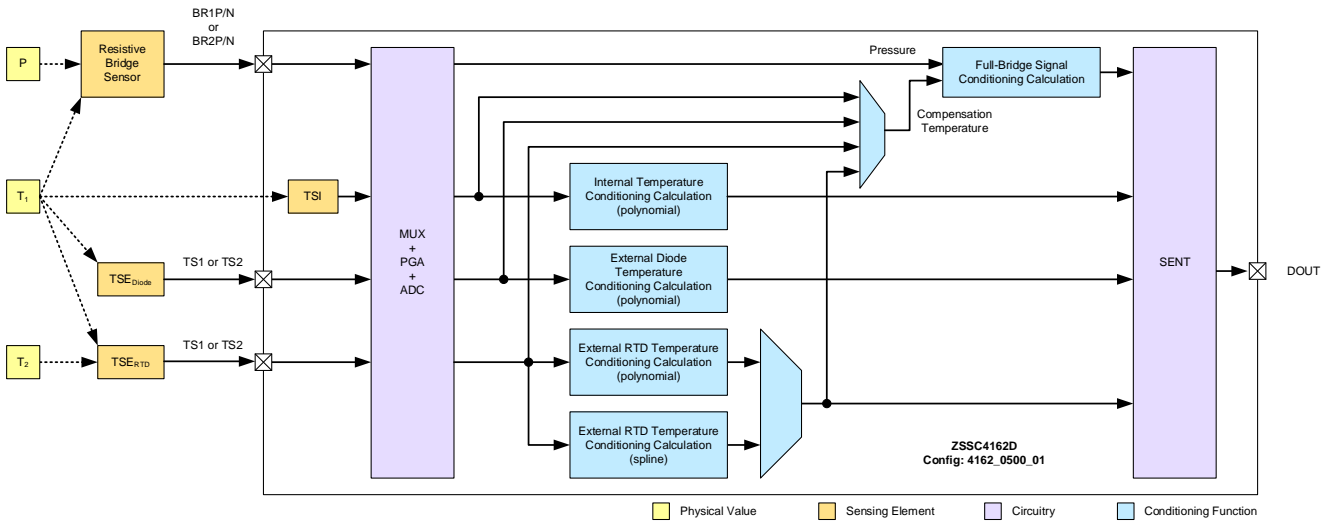 BR1P/N
or
BR2P/N
P
Resistive
Bridge
Sensor
Pressure
Full-Bridge Signal
Conditioning Calculation
Compensation
Temperature
T1
TSI
Internal Temperature
Conditioning Calculation
(polynomial)
MUX
+
PGA
+
ADC
TSEDiode
TS1 or TS2
External Diode
Temperature
Conditioning Calculation
(polynomial)
SENT
DOUT
T2
TSERTD
TS1 or TS2
External RTD Temperature
Conditioning Calculation
(polynomial)
External RTD Temperature
Conditioning Calculation
(spline)
ZSSC4162D
Config: 4162_0500_01
Physical Value
Sensing Element
Circuitry
Conditioning Function